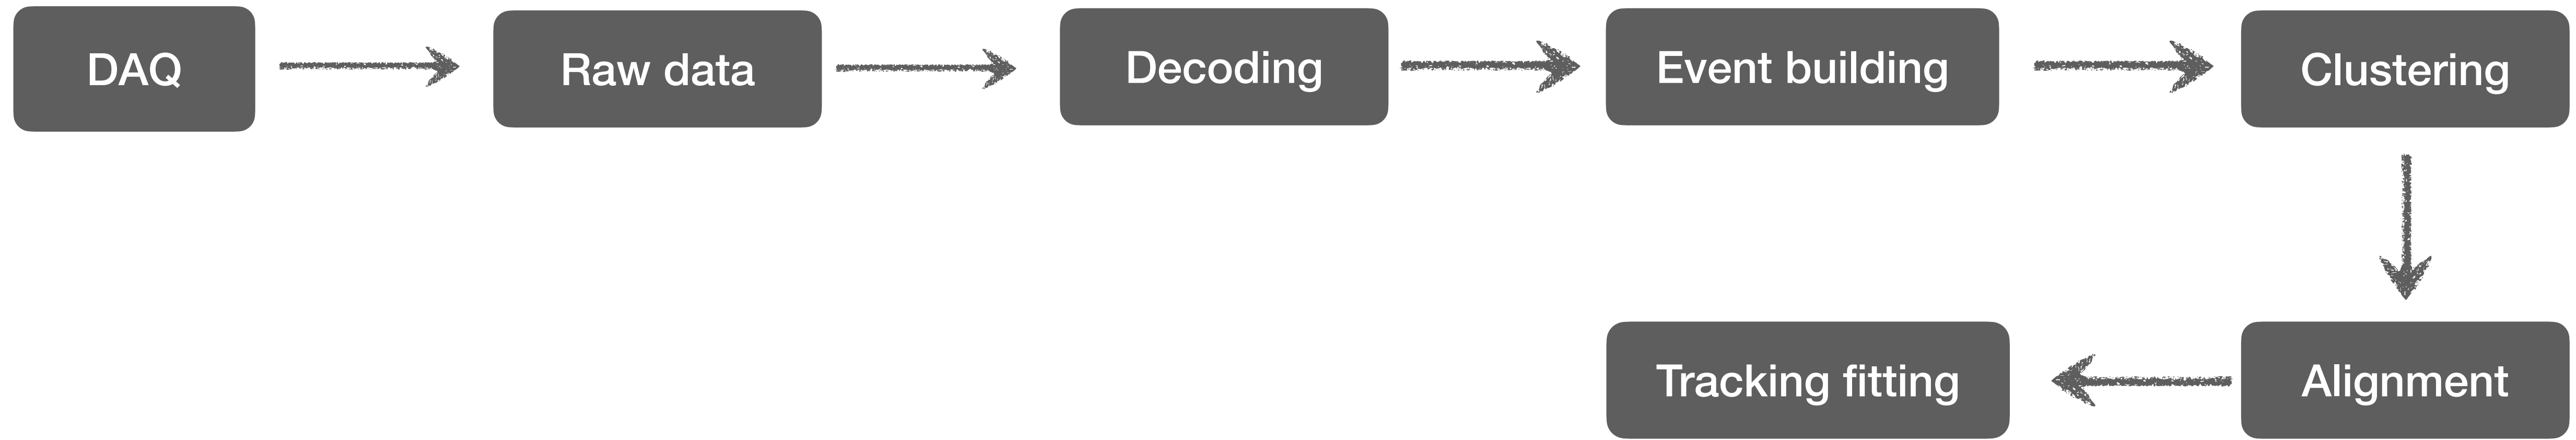 DAQ
Raw data
Decoding
Event building
Clustering
Alignment
Tracking fitting